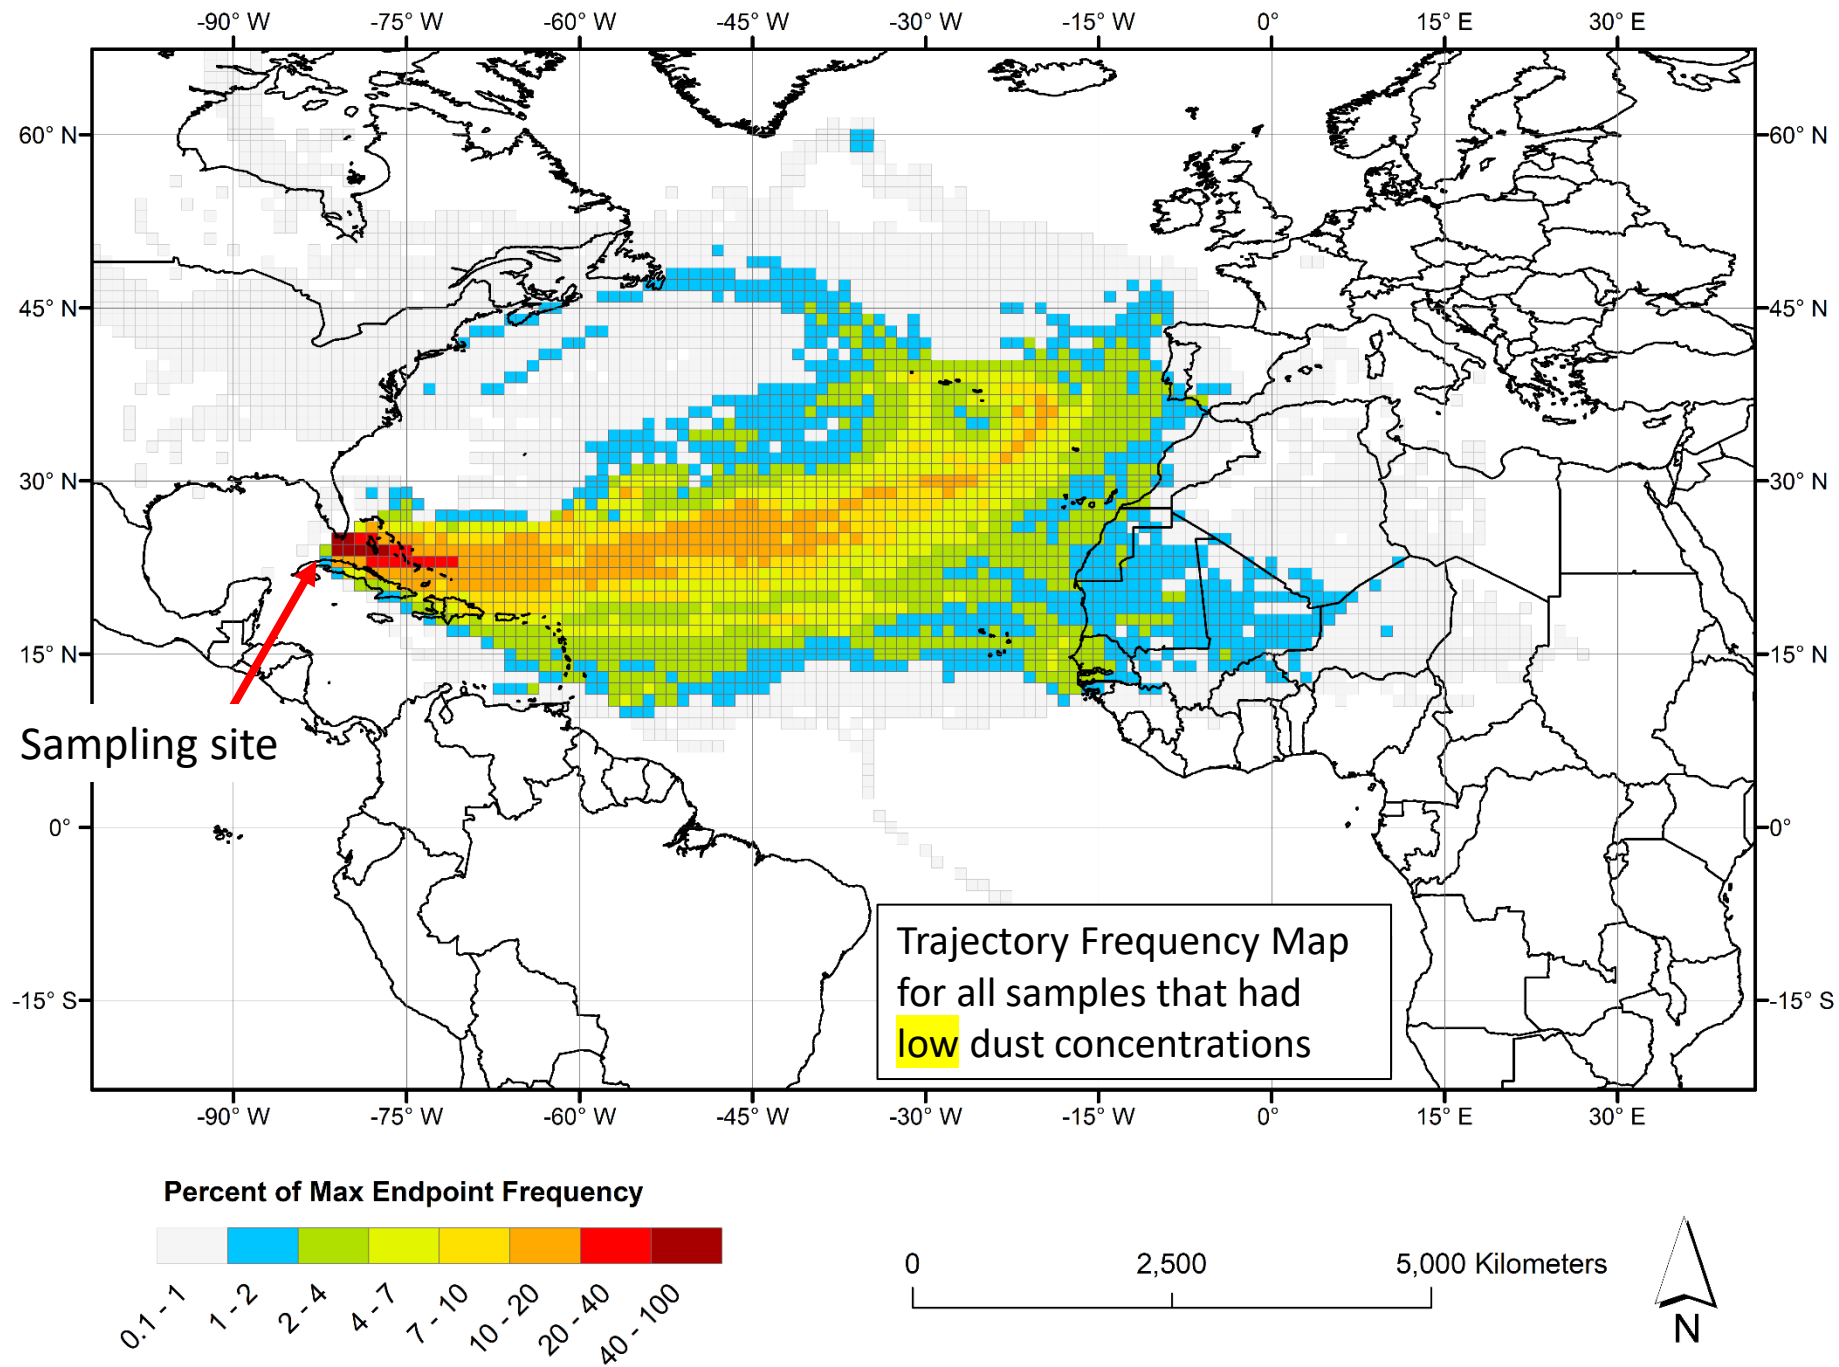 -90° W -75° W -60° W -45° W -30° W -15° W 0° 15° E 30° E
60° N 60° N
45° N 45° N
30° N 30° N
15° N 15° N
Sampling site
0° 0°
Trajectory Frequency Map
for all samples that had
low dust concentrations
-15° S -15° S
-90° W -75° W -60° W -45° W -30° W -15° W 0° 15° E 30° E
Percent of Max Endpoint Frequency
0.1 - 1 1 - 2 2 - 4 4 - 7 7 - 10 10 - 20 20 - 40 40 - 100
0 2,500 5,000 Kilometers
N